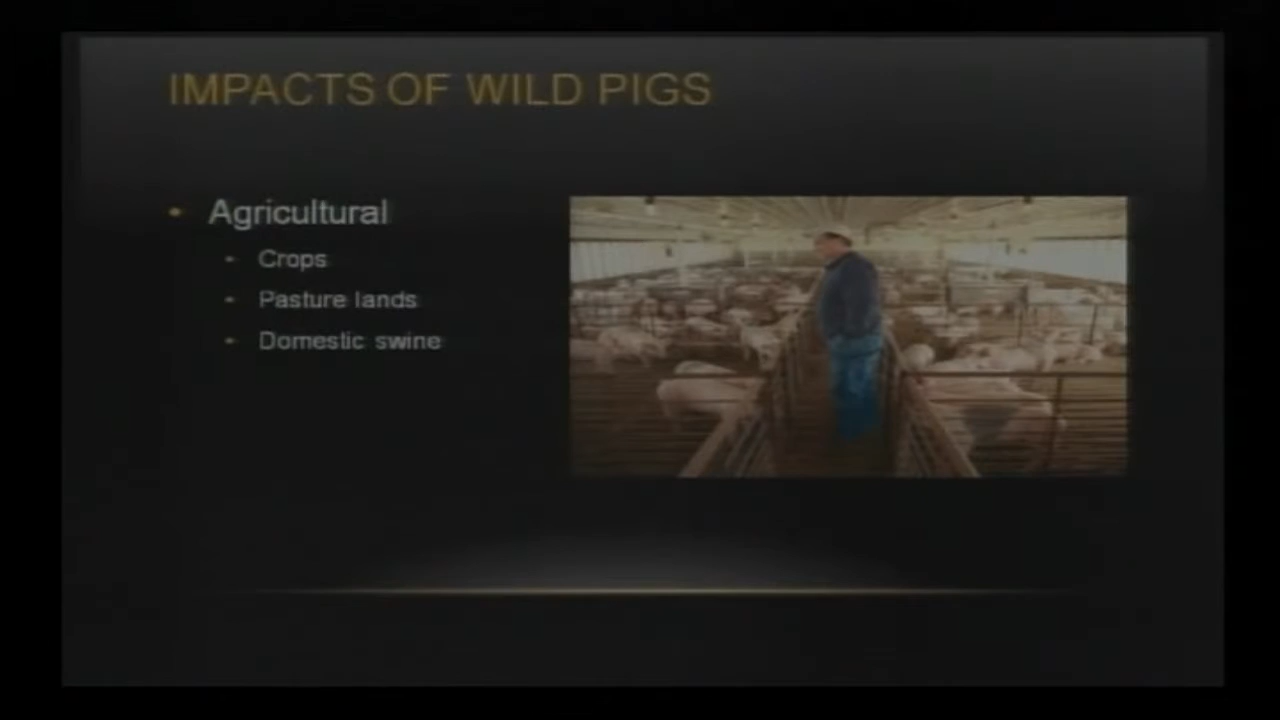 IMPACTS OF WILD PIGS
Agricultural
Crops
Pasture lands
Domestic swine